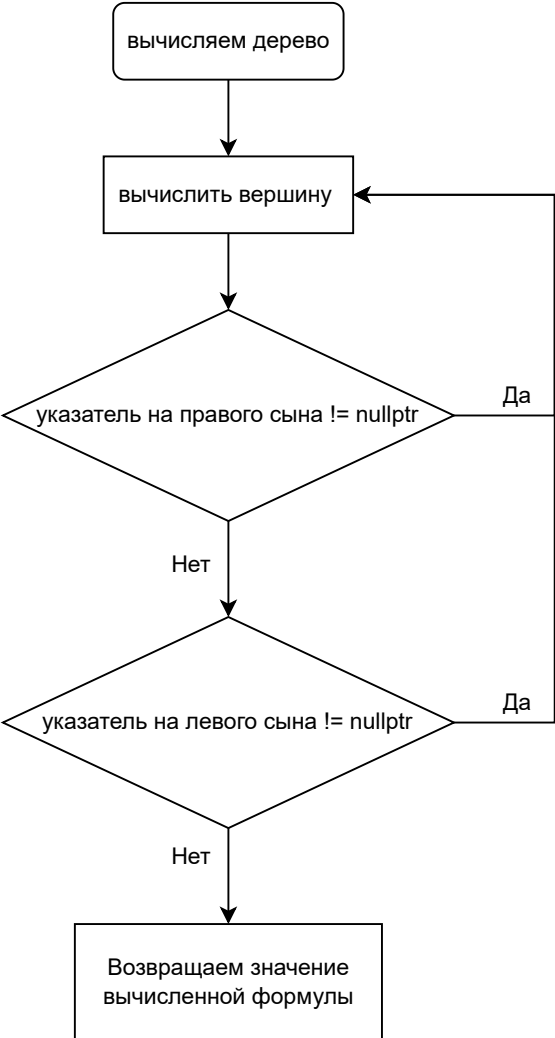 вычисляем дерево
вычислить вершину
указатель на правого сына != nullptr
Да
Нет
указатель на левого сына != nullptr
Да
Нет
Возвращаем значение
вычисленной формулы